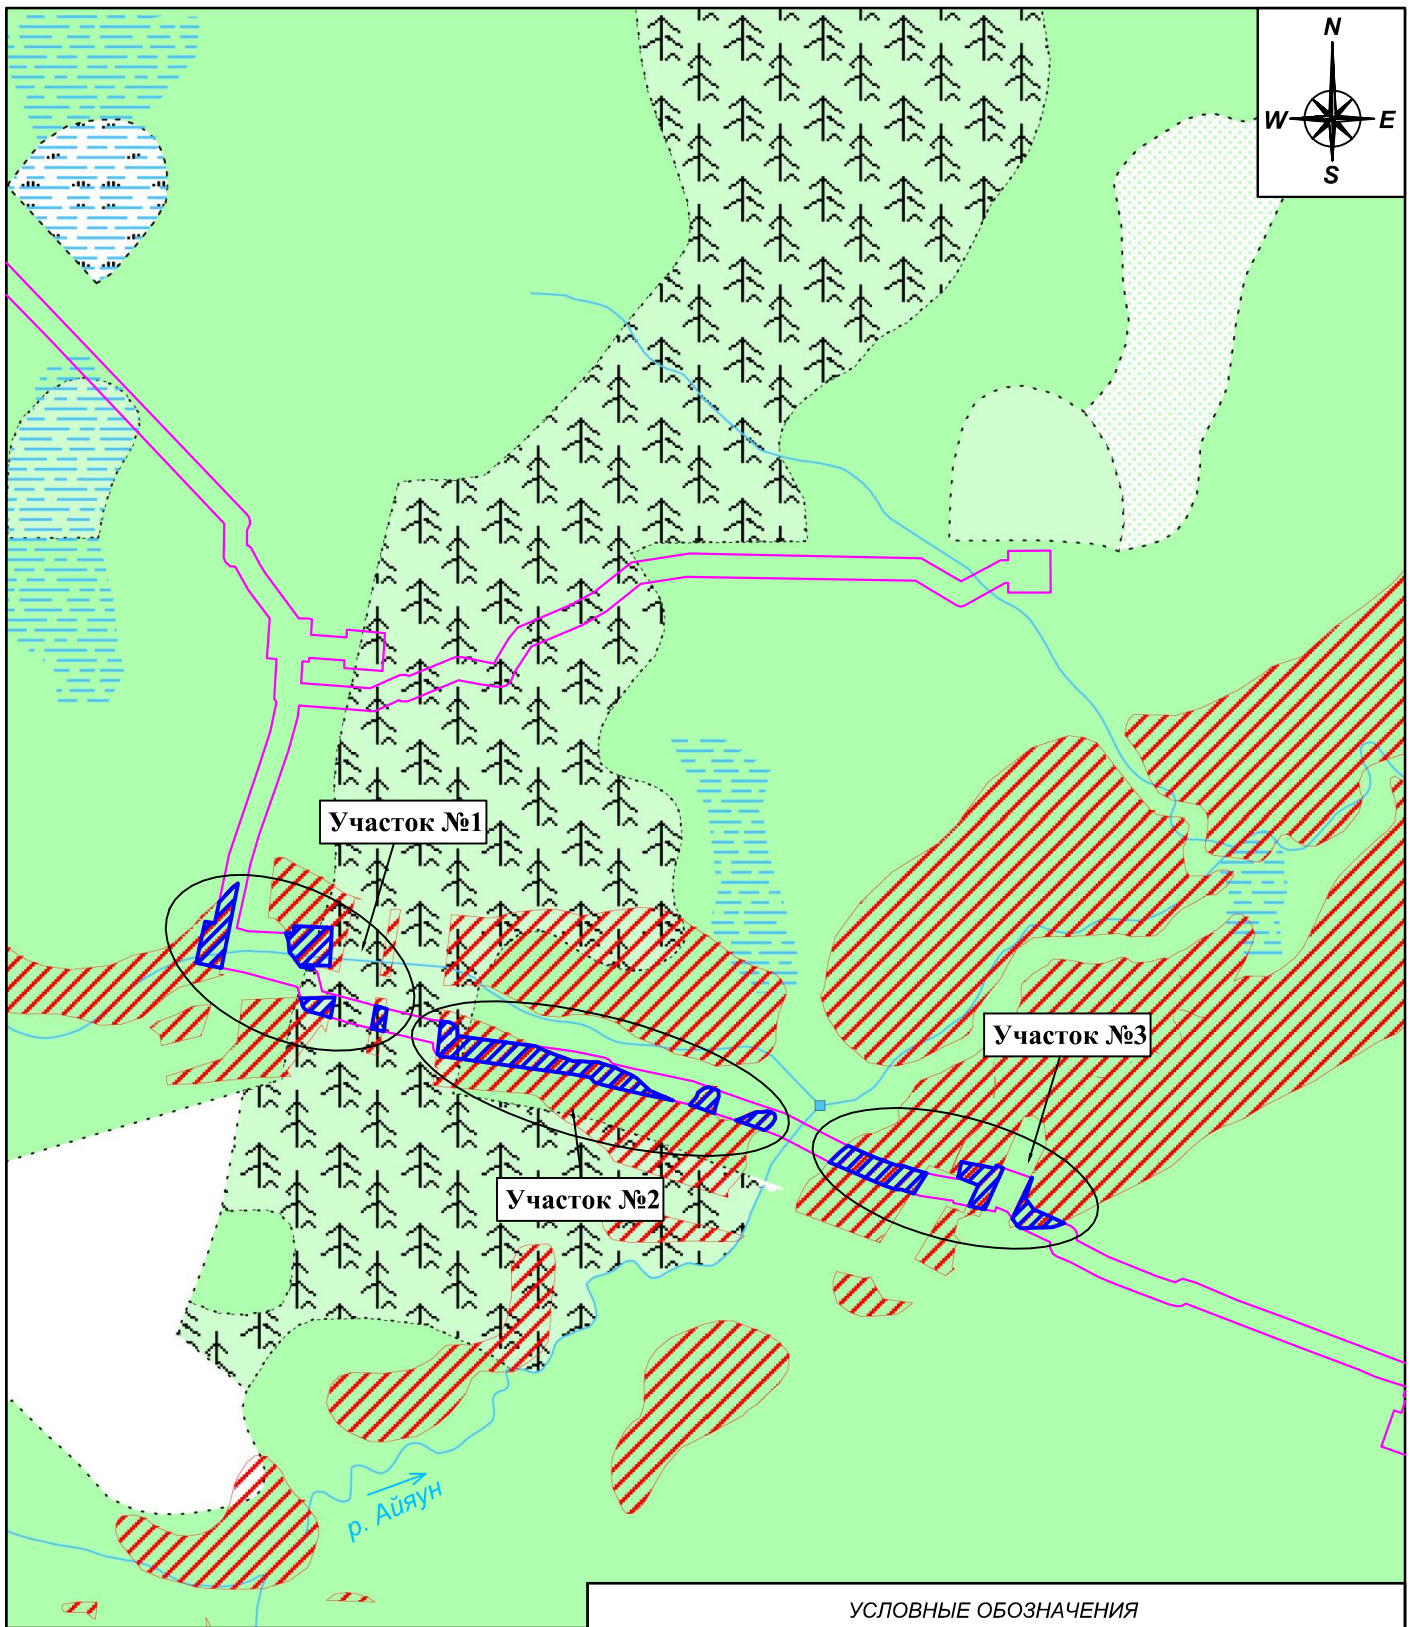 N
W E
S
Участок №1
Участок №3
Участок №2
р. Айяун
УСЛОВНЫЕ ОБОЗНАЧЕНИЯ